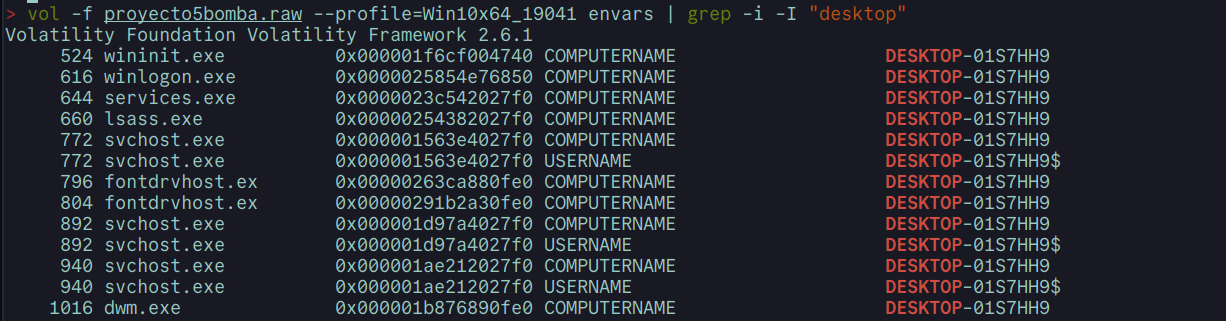 > vol -f proyecto5bomba.raw --profile=Win10x64_19041 envars | grep -i -I "desktop"
Volatility Foundation Volatility Framework 2.6.1
524 wininit.exe 0x000001f6cf004740 COMPUTERNAME DESKTOP-01S7HH9
616 winlogon.exe 0x0000025854e76850 COMPUTERNAME DESKTOP-01S7HH9
644 services.exe 0x0000023c542027f0 COMPUTERNAME DESKTOP-01S7HH9
660 lsass.exe 0x00000254382027f0 COMPUTERNAME DESKTOP-01S7HH9
772 svchost.exe 0x000001563e4027f0 COMPUTERNAME DESKTOP-01S7HH9
772 svchost.exe 0x000001563e4027f0 USERNAME DESKTOP-01S7HH9$
796 fontdrvhost.ex 0x00000263ca880fe0 COMPUTERNAME DESKTOP-01S7HH9
804 fontdrvhost.ex 0x00000291b2a30fe0 COMPUTERNAME DESKTOP-01S7HH9
892 svchost.exe 0x000001d97a4027f0 COMPUTERNAME DESKTOP-01S7HH9
892 svchost.exe 0x000001d97a4027f0 USERNAME DESKTOP-01S7HH9$
940 svchost.exe 0x000001ae212027f0 COMPUTERNAME DESKTOP-01S7HH9
940 svchost.exe 0x000001ae212027f0 USERNAME DESKTOP-01S7HH9$
1016 dwm.exe 0x000001b876890fe0 COMPUTERNAME DESKTOP-01S7HH9